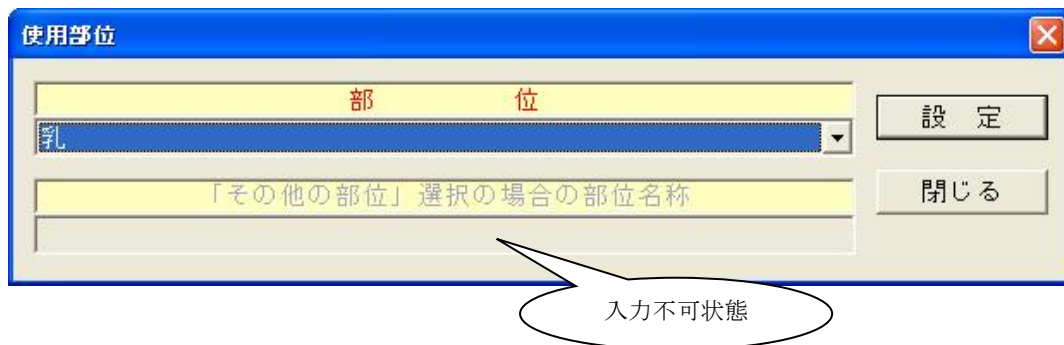 使用部位
部 位
乳
設 定
「その他の部位」選択の場合の部位名称
閉じる
入力不可状態